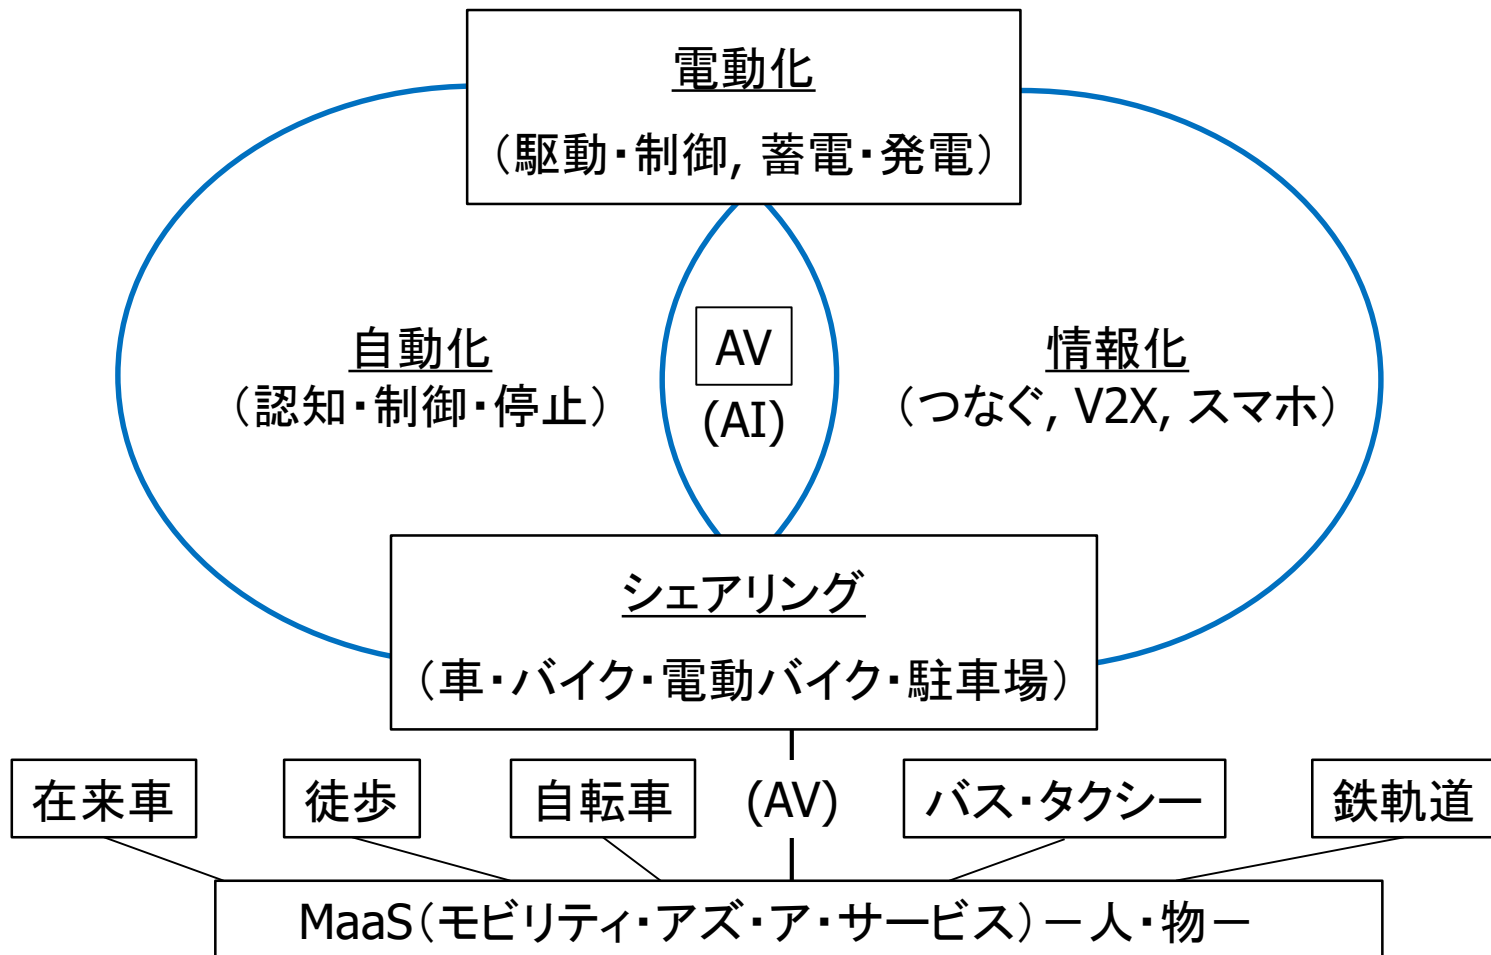 電動化
（駆動・制御, 蓄電・発電）
自動化
（認知・制御・停止）
AV
(AI)
情報化
（つなぐ, V2X, スマホ）
シェアリング
（車・バイク・電動バイク・駐車場）
在来車
徒歩
自転車
(AV)
バス・タクシー
鉄軌道
MaaS（モビリティ・アズ・ア・サービス）－人・物－